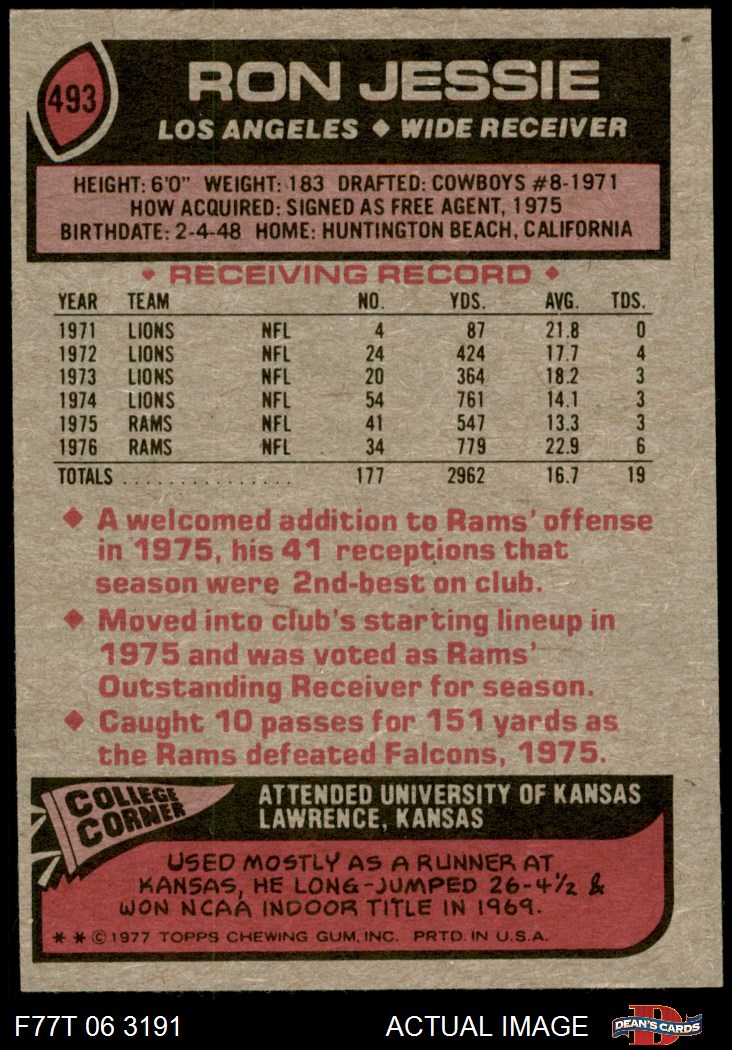 493
RON JESSIE
LOS ANGELES ♦ WIDE RECEIVER
HEIGHT: 6'0" WEIGHT: 183 DRAFTED: COWBOYS #8-1971
HOW ACQUIRED: SIGNED AS FREE AGENT, 1975
BIRTHDATE: 2-4-48 HOME: HUNTINGTON BEACH, CALIFORNIA
♦ RECEIVING RECORD ♦
YEAR TEAM NO. YDS. AVG. TDS.
1971 LIONS NFL 4 87 21.8 0
1972 LIONS NFL 24 424 17.7 4
1973 LIONS NFL 20 364 18.2 3
1974 LIONS NFL 54 761 14.1 3
1975 RAMS NFL 41 547 13.3 3
1976 RAMS NFL 34 779 22.9 6
TOTALS . . . . . . . . . . . . . . . 177 2962 16.7 19
♦ A welcomed addition to Rams' offense
in 1975, his 41 receptions that
season were 2nd-best on club.
♦ Moved into club's starting lineup in
1975 and was voted as Rams'
Outstanding Receiver for season.
♦ Caught 10 passes for 151 yards as
the Rams defeated Falcons, 1975.
COLLEGE
CORNER
ATTENDED UNIVERSITY OF KANSAS
LAWRENCE, KANSAS
USED MOSTLY AS A RUNNER AT
KANSAS, HE LONG-JUMPED 26-4½ &
WON NCAA INDOOR TITLE IN 1969.
* * © 1977 TOPPS CHEWING GUM, INC. PRTD. IN U.S.A.
F77T 06 3191
ACTUAL IMAGE
D
DEAN'S CARDS